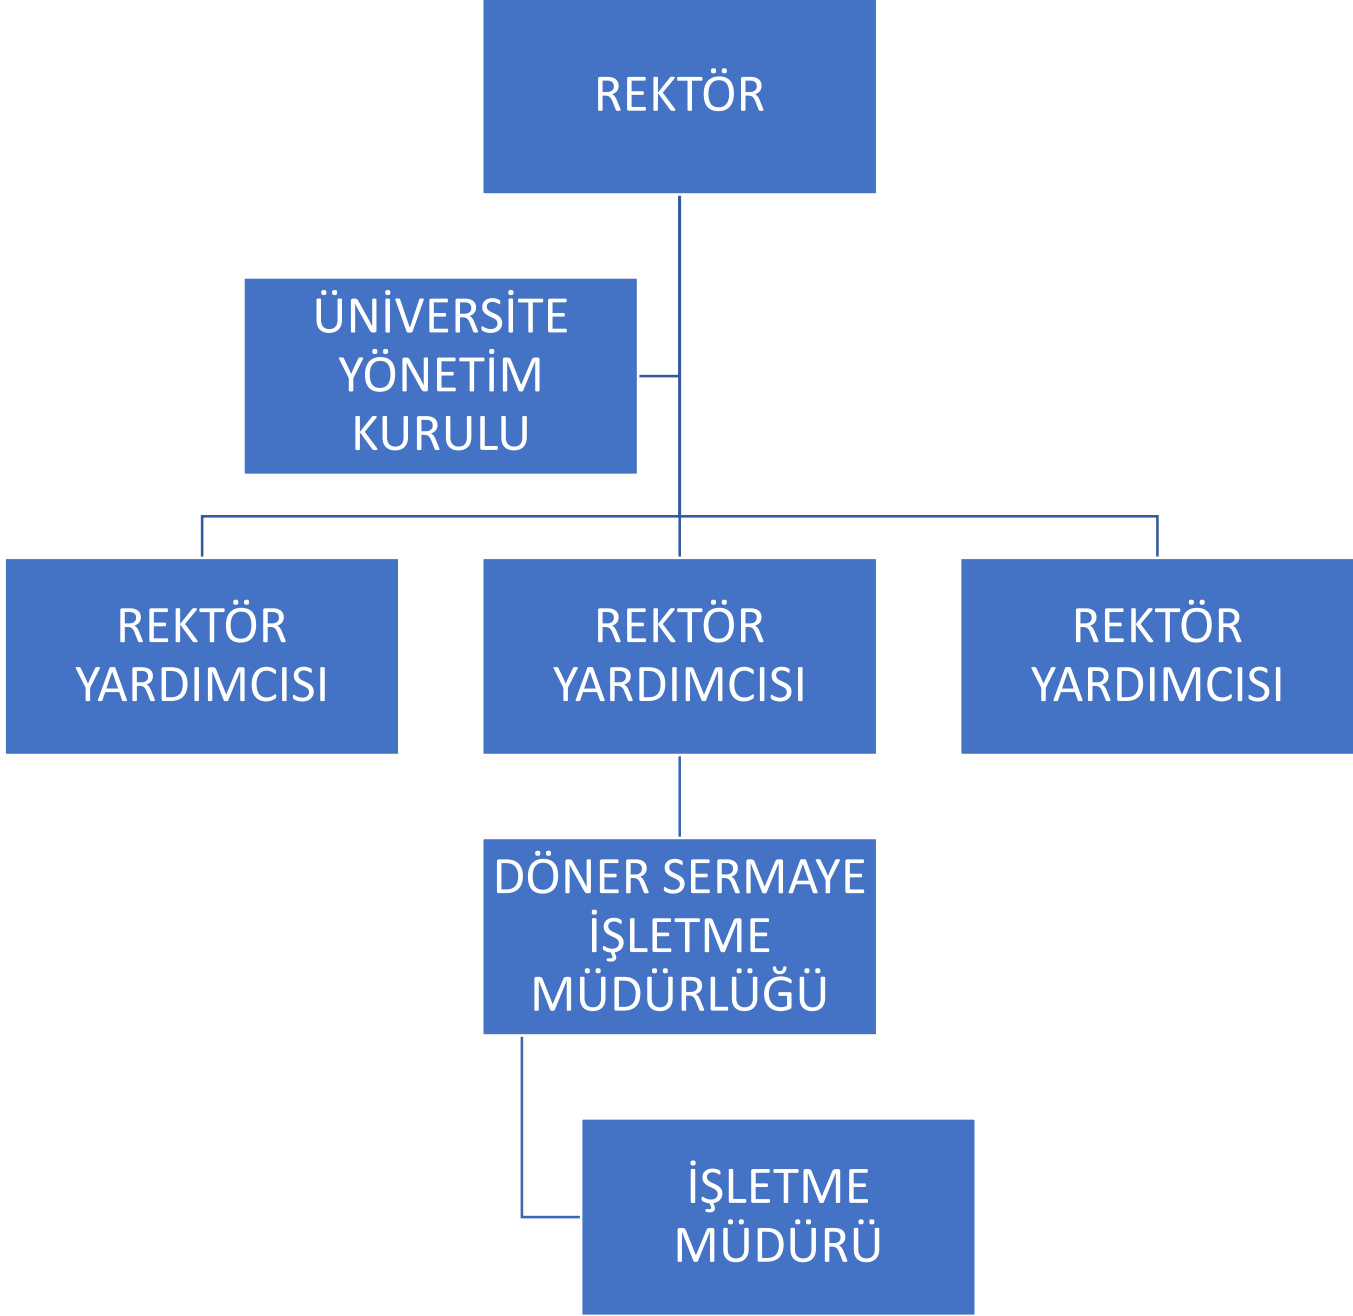 REKTÖR
ÜNİVERSİTE
YÖNETİM
KURULU
REKTÖR
YARDIMCISI
REKTÖR
YARDIMCISI
REKTÖR
YARDIMCISI
DÖNER SERMAYE
İŞLETME
MÜDÜRLÜĞÜ
İŞLETME
MÜDÜRÜ